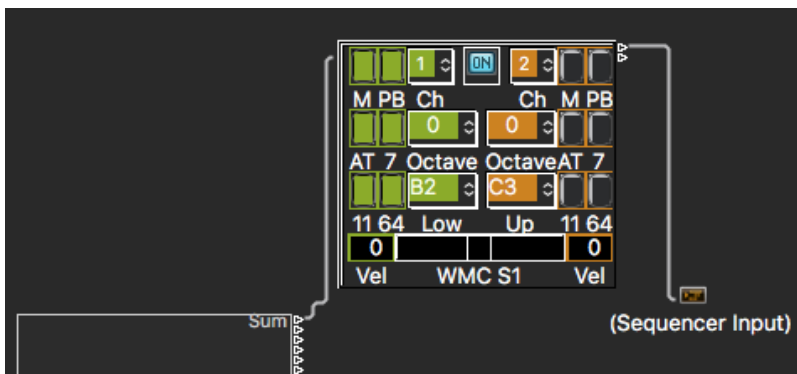 1 ON 2
M PB Ch Ch M PB
0 0
AT 7 Octave Octave AT 7
B2 C3
11 64 Low Up 11 64
0 0
Vel WMC S1 Vel
Sum
(Sequencer Input)